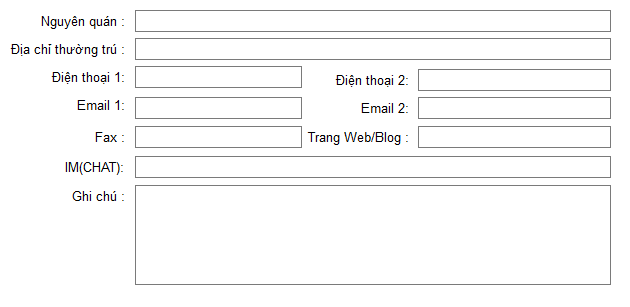 Nguyên quán :
Địa chỉ thường trú :
Điện thoại 1: Điện thoại 2:
Email 1: Email 2:
Fax : Trang Web/Blog :
IM(CHAT):
Ghi chú :